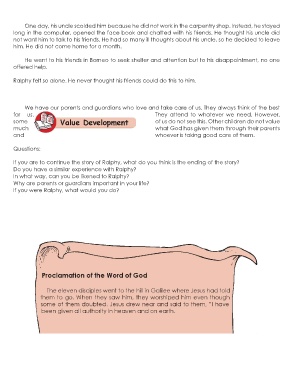 One day, his uncle scolded him because he did not work in the carpentry shop. Instead, he stayed
long in the computer, opened the face book and chatted with his friends. He thought his uncle did
not want him to talk to his friends. He had so many ill thoughts about his uncle, so he decided to leave
him. He did not come home for a month.
He went to his friends in Borneo to seek shelter and attention but to his disappointment, no one
offered help.
Ralphy felt so alone. He never thought his friends could do this to him.
We have our parents and guardians who love and take care of us. They always think of the best
for us. They attend to whatever we need. However,
some of us do not see this. Other children do not value
much what God has given them through their parents
and whoever is taking good care of them.
Value Development
Questions:
If you are to continue the story of Ralphy, what do you think is the ending of the story?
Do you have a similar experience with Ralphy?
In what way, can you be likened to Ralphy?
Why are parents or guardians important in your life?
If you were Ralphy, what would you do?
Proclamation of the Word of God
The eleven disciples went to the hill in Galilee where Jesus had told
them to go. When they saw him, they worshiped him even though
some of them doubted. Jesus drew near and said to them, "I have
been given all authority in heaven and on earth.